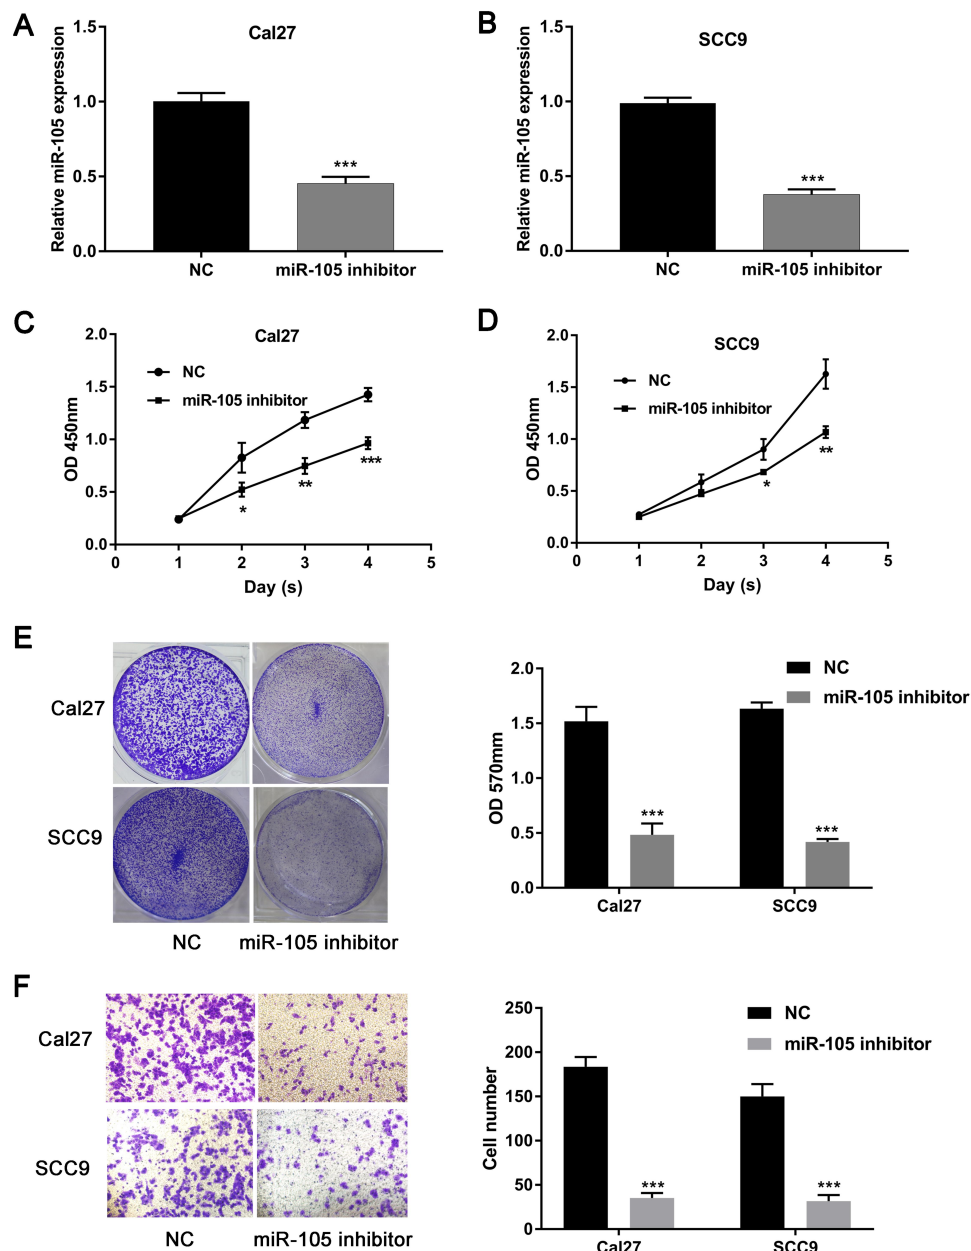 A
Cal27
Relative miR-105 expression
1.5
1.0
0.5
0.0
***
NC
miR-105 inhibitor
B
SCC9
Relative miR-105 expression
1.5
1.0
0.5
0.0
***
NC
miR-105 inhibitor
C
Cal27
OD 450nm
2.0
1.5
1.0
0.5
0.0
NC
miR-105 inhibitor
*
**
***
0 1 2 3 4 5
Day (s)
D
SCC9
OD 450nm
2.0
1.5
1.0
0.5
0.0
NC
miR-105 inhibitor
*
**
0 1 2 3 4 5
Day (s)
E
Cal27
SCC9
NC
miR-105 inhibitor
OD 570mm
2.0
1.5
1.0
0.5
0.0
NC
miR-105 inhibitor
***
***
Cal27
SCC9
F
Cal27
SCC9
NC
miR-105 inhibitor
Cell number
250
200
150
100
50
0
NC
miR-105 inhibitor
***
***
Cal27
SCC9